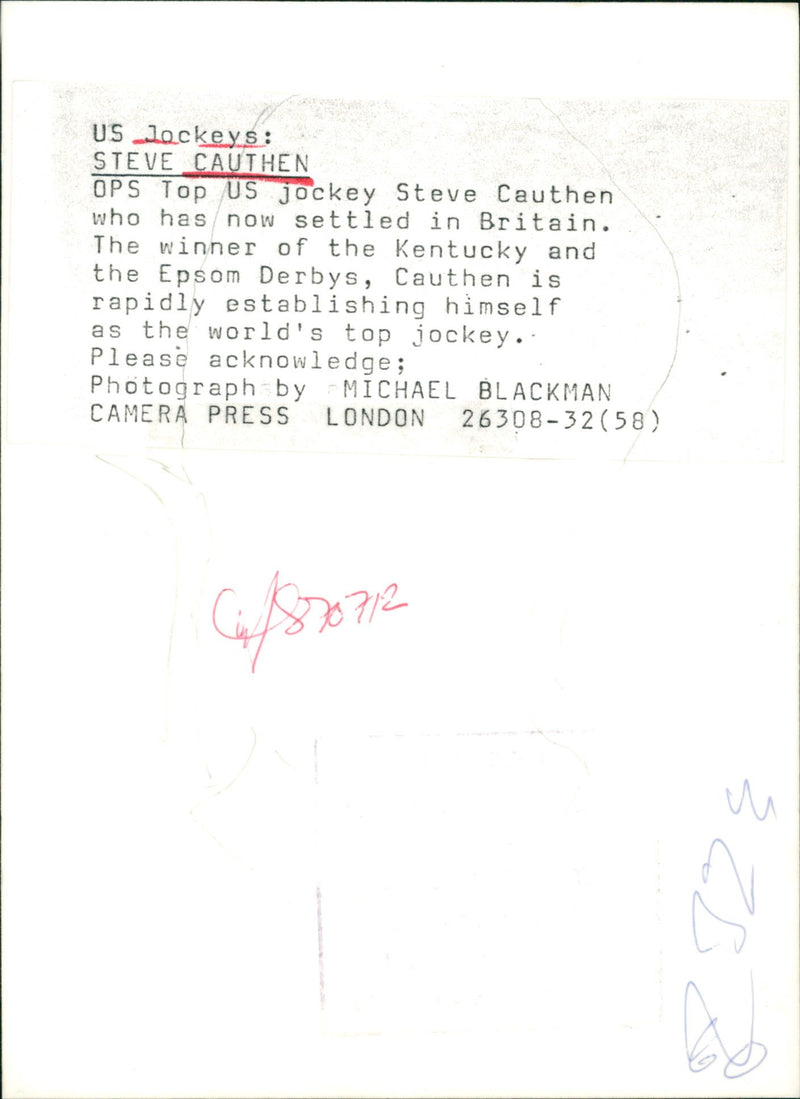 US Jockeys:
STEVE CAUTHEN
OPS Top US jockey Steve Cauthen
who has now settled in Britain.
The winner of the Kentucky and
the Epsom Derbys, Cauthen is
rapidly establishing himself
as the world's top jockey.
Please acknowledge;
Photograph by MICHAEL BLACKMAN
CAMERA PRESS LONDON 26308-32(58)
870712